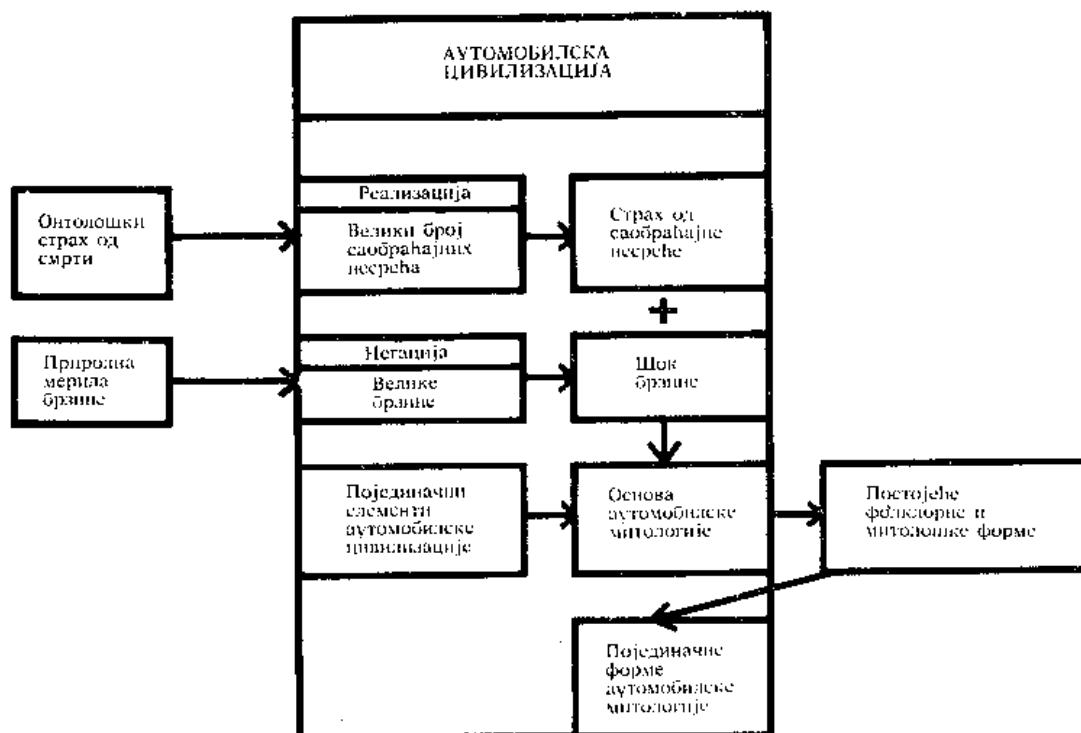 АУТОМОБИЛСКА
ЦИВИЛИЗАЦИЈА
Онтолошки
страх од
смрти
Реализација
Велики број
саобраћајних
несрећа
Страх од
саобраћајне
несреће
+
Природна
мерила
брзине
Негација
Велике
брзине
Шок
брзине
Појединачни
елементи
аутомобилске
цивилизације
Основа
аутомобилске
митологије
Постојеће
фолклорне и
митолошке форме
Појединачне
форме
аутомобилске
митологије